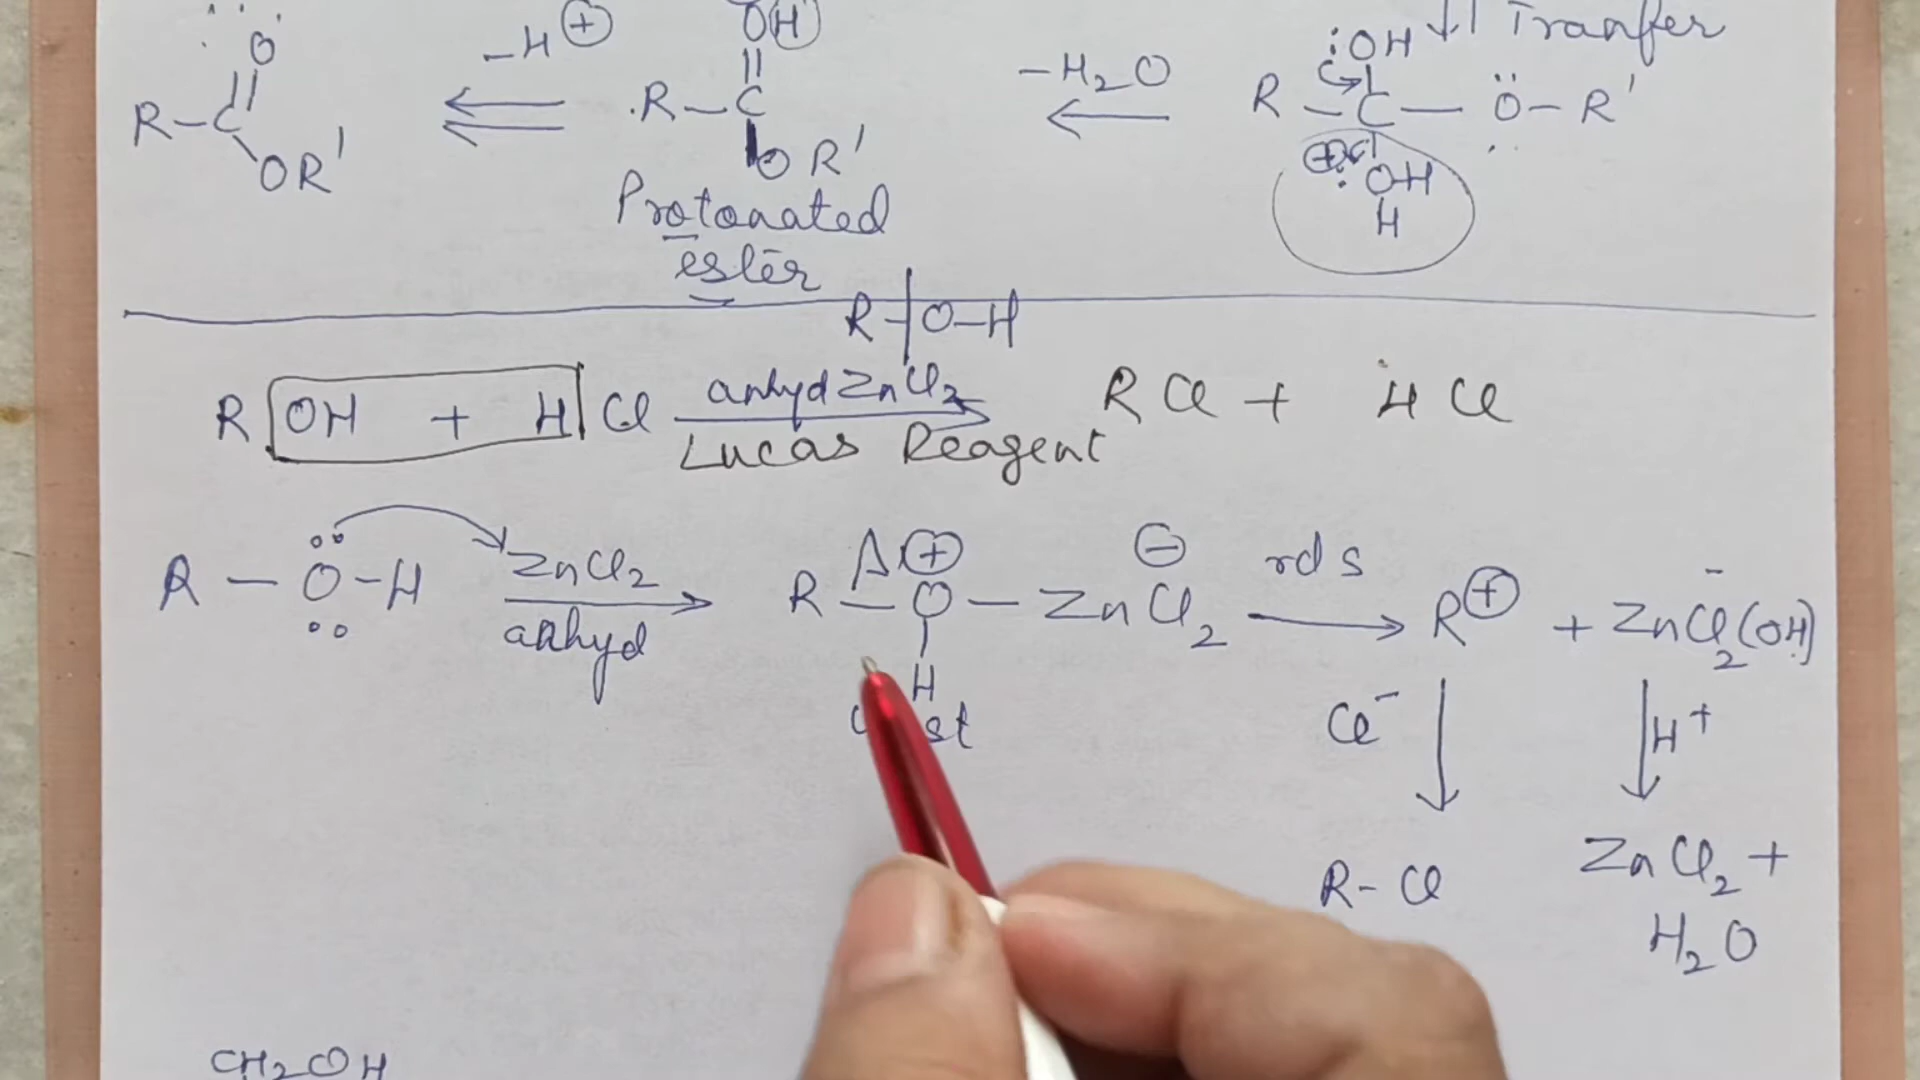 O
R-C
OR'
-H⊕
OH
.R-C
OR'
Protonated
ester
-H2O
Tranfer
:OH
R-C-O-R'
⊕:OH
H
R-|O-H
R OH + H Cl anhyd ZnCl2 RCl + HCl
Lucas Reagent
R-O-H ZnCl2 R-O⊕-ZnCl2⊖ rds R⊕ + ZnCl2(OH)-
anhyd
H
st
Cl- H+
R-Cl ZnCl2 +
H2O
CH2OH